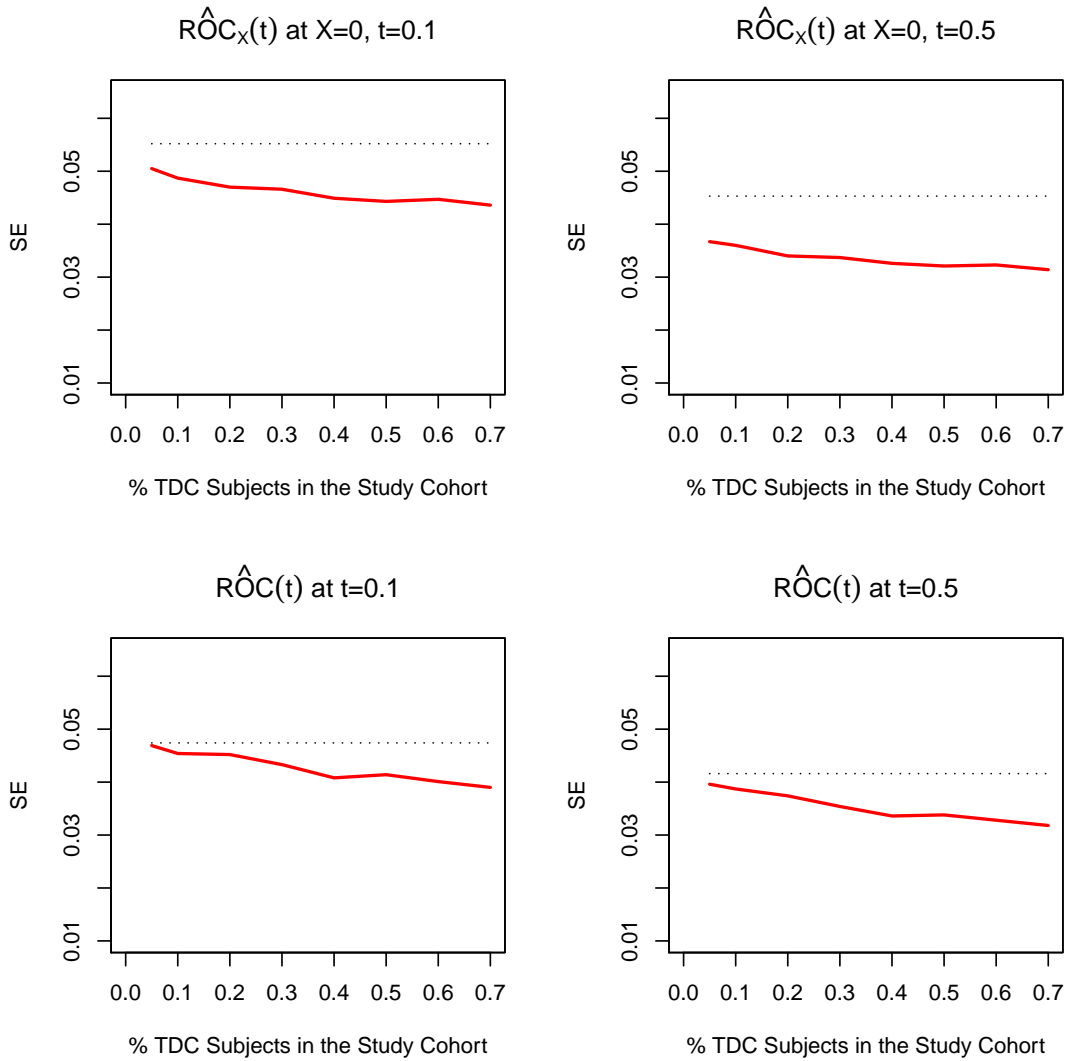 RÔC_X(t) at X=0, t=0.1
SE
0.01 0.03 0.05
0.0 0.1 0.2 0.3 0.4 0.5 0.6 0.7
% TDC Subjects in the Study Cohort
RÔC_X(t) at X=0, t=0.5
SE
0.01 0.03 0.05
0.0 0.1 0.2 0.3 0.4 0.5 0.6 0.7
% TDC Subjects in the Study Cohort
RÔC(t) at t=0.1
SE
0.01 0.03 0.05
0.0 0.1 0.2 0.3 0.4 0.5 0.6 0.7
% TDC Subjects in the Study Cohort
RÔC(t) at t=0.5
SE
0.01 0.03 0.05
0.0 0.1 0.2 0.3 0.4 0.5 0.6 0.7
% TDC Subjects in the Study Cohort